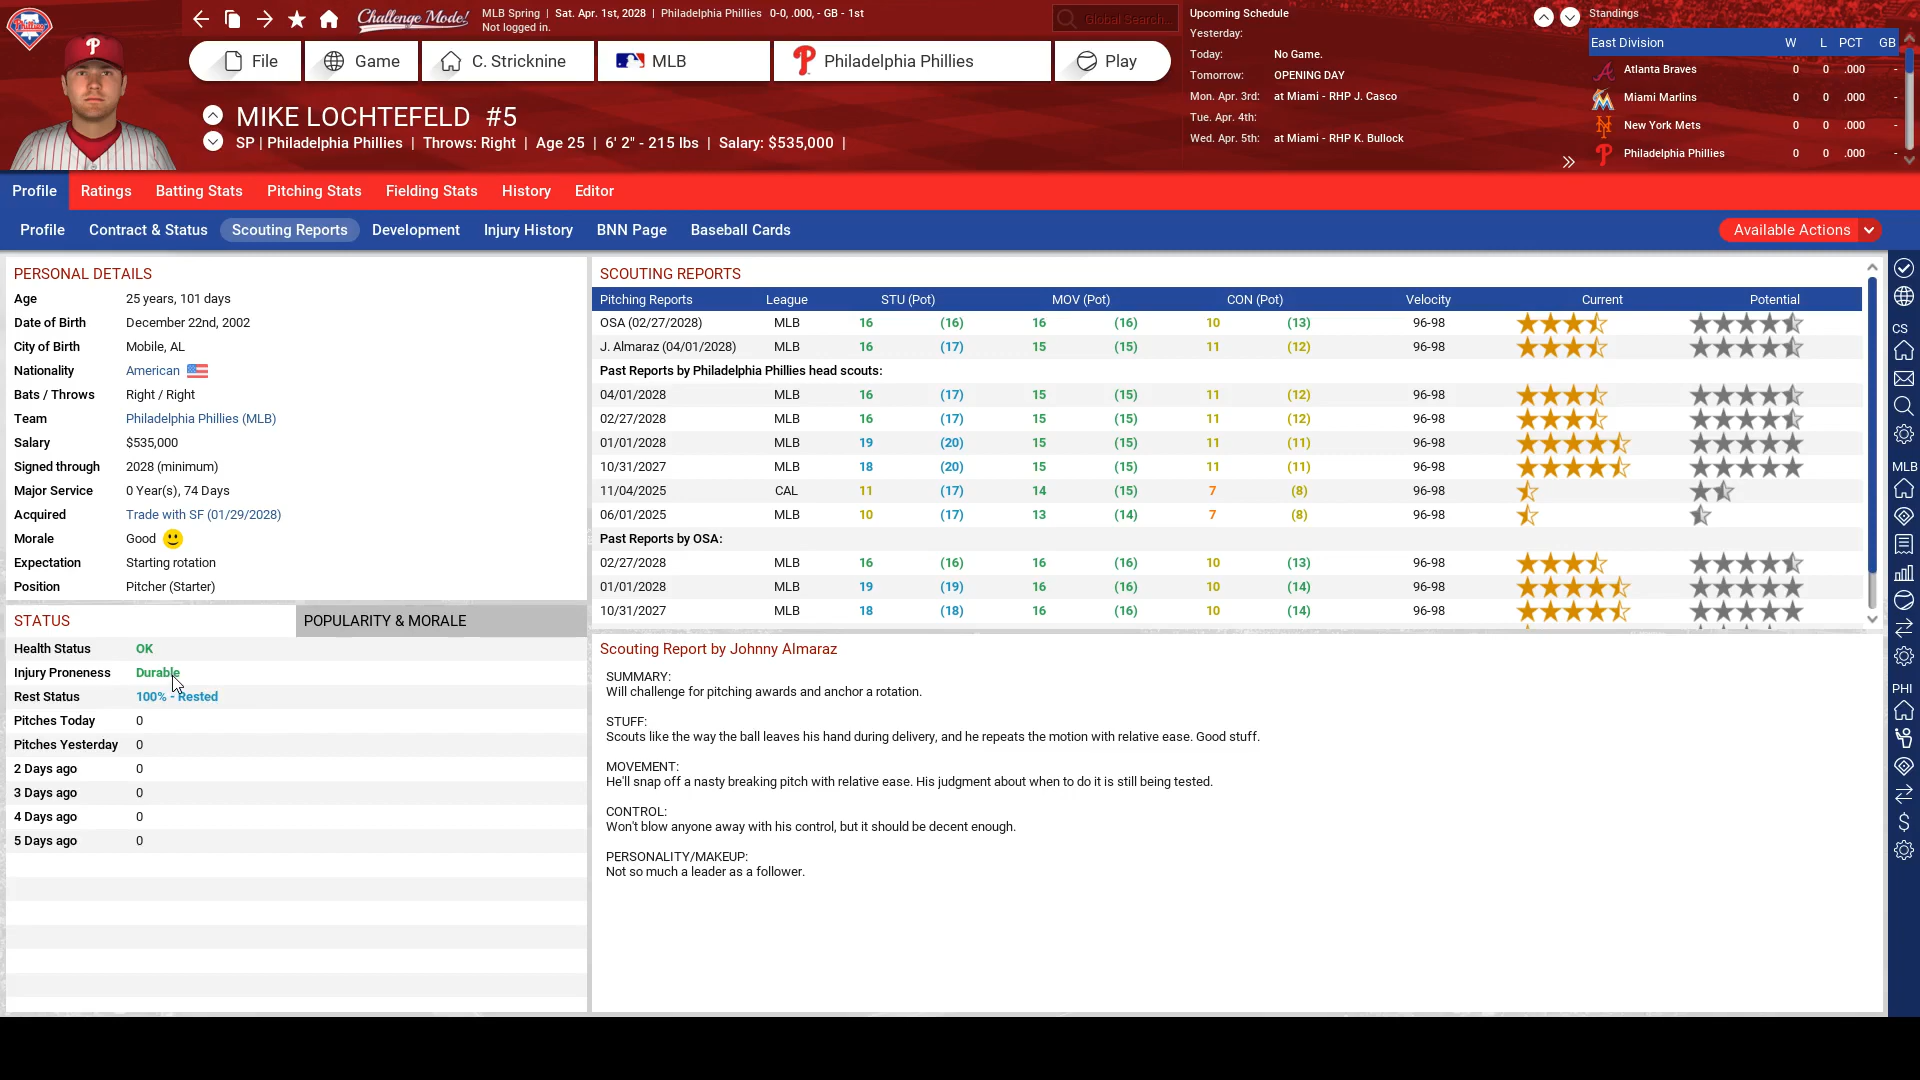 Challenge Mode!
MLB Spring | Sat. Apr. 1st, 2028 | Philadelphia Phillies 0-0, .000, - GB - 1st
Not logged in.
Global Search...
File
Game
C. Stricknine
MLB
Philadelphia Phillies
Play
MIKE LOCHTEFELD #5
SP | Philadelphia Phillies | Throws: Right | Age 25 | 6' 2" - 215 lbs | Salary: $535,000 |
Upcoming Schedule
Yesterday:
Today: No Game.
Tomorrow: OPENING DAY
Mon. Apr. 3rd: at Miami - RHP J. Casco
Tue. Apr. 4th:
Wed. Apr. 5th: at Miami - RHP K. Bullock
Standings
East Division W L PCT GB
Atlanta Braves 0 0 .000 -
Miami Marlins 0 0 .000 -
New York Mets 0 0 .000 -
Philadelphia Phillies 0 0 .000 -
Profile Ratings Batting Stats Pitching Stats Fielding Stats History Editor
Profile Contract & Status Scouting Reports Development Injury History BNN Page Baseball Cards
Available Actions
PERSONAL DETAILS
Age 25 years, 101 days
Date of Birth December 22nd, 2002
City of Birth Mobile, AL
Nationality American
Bats / Throws Right / Right
Team Philadelphia Phillies (MLB)
Salary $535,000
Signed through 2028 (minimum)
Major Service 0 Year(s), 74 Days
Acquired Trade with SF (01/29/2028)
Morale Good
Expectation Starting rotation
Position Pitcher (Starter)
STATUS
POPULARITY & MORALE
Health Status OK
Injury Proneness Durable
Rest Status 100% - Rested
Pitches Today 0
Pitches Yesterday 0
2 Days ago 0
3 Days ago 0
4 Days ago 0
5 Days ago 0
SCOUTING REPORTS
Pitching Reports League STU (Pot) MOV (Pot) CON (Pot) Velocity Current Potential
OSA (02/27/2028) MLB 16 (16) 16 (16) 10 (13) 96-98
J. Almaraz (04/01/2028) MLB 16 (17) 15 (15) 11 (12) 96-98
Past Reports by Philadelphia Phillies head scouts:
04/01/2028 MLB 16 (17) 15 (15) 11 (12) 96-98
02/27/2028 MLB 16 (17) 15 (15) 11 (12) 96-98
01/01/2028 MLB 19 (20) 15 (15) 11 (11) 96-98
10/31/2027 MLB 18 (20) 15 (15) 11 (11) 96-98
11/04/2025 CAL 11 (17) 14 (15) 7 (8) 96-98
06/01/2025 MLB 10 (17) 13 (14) 7 (8) 96-98
Past Reports by OSA:
02/27/2028 MLB 16 (16) 16 (16) 10 (13) 96-98
01/01/2028 MLB 19 (19) 16 (16) 10 (14) 96-98
10/31/2027 MLB 18 (18) 16 (16) 10 (14) 96-98
Scouting Report by Johnny Almaraz
SUMMARY:
Will challenge for pitching awards and anchor a rotation.
STUFF:
Scouts like the way the ball leaves his hand during delivery, and he repeats the motion with relative ease. Good stuff.
MOVEMENT:
He'll snap off a nasty breaking pitch with relative ease. His judgment about when to do it is still being tested.
CONTROL:
Won't blow anyone away with his control, but it should be decent enough.
PERSONALITY/MAKEUP:
Not so much a leader as a follower.
CS
MLB
PHI